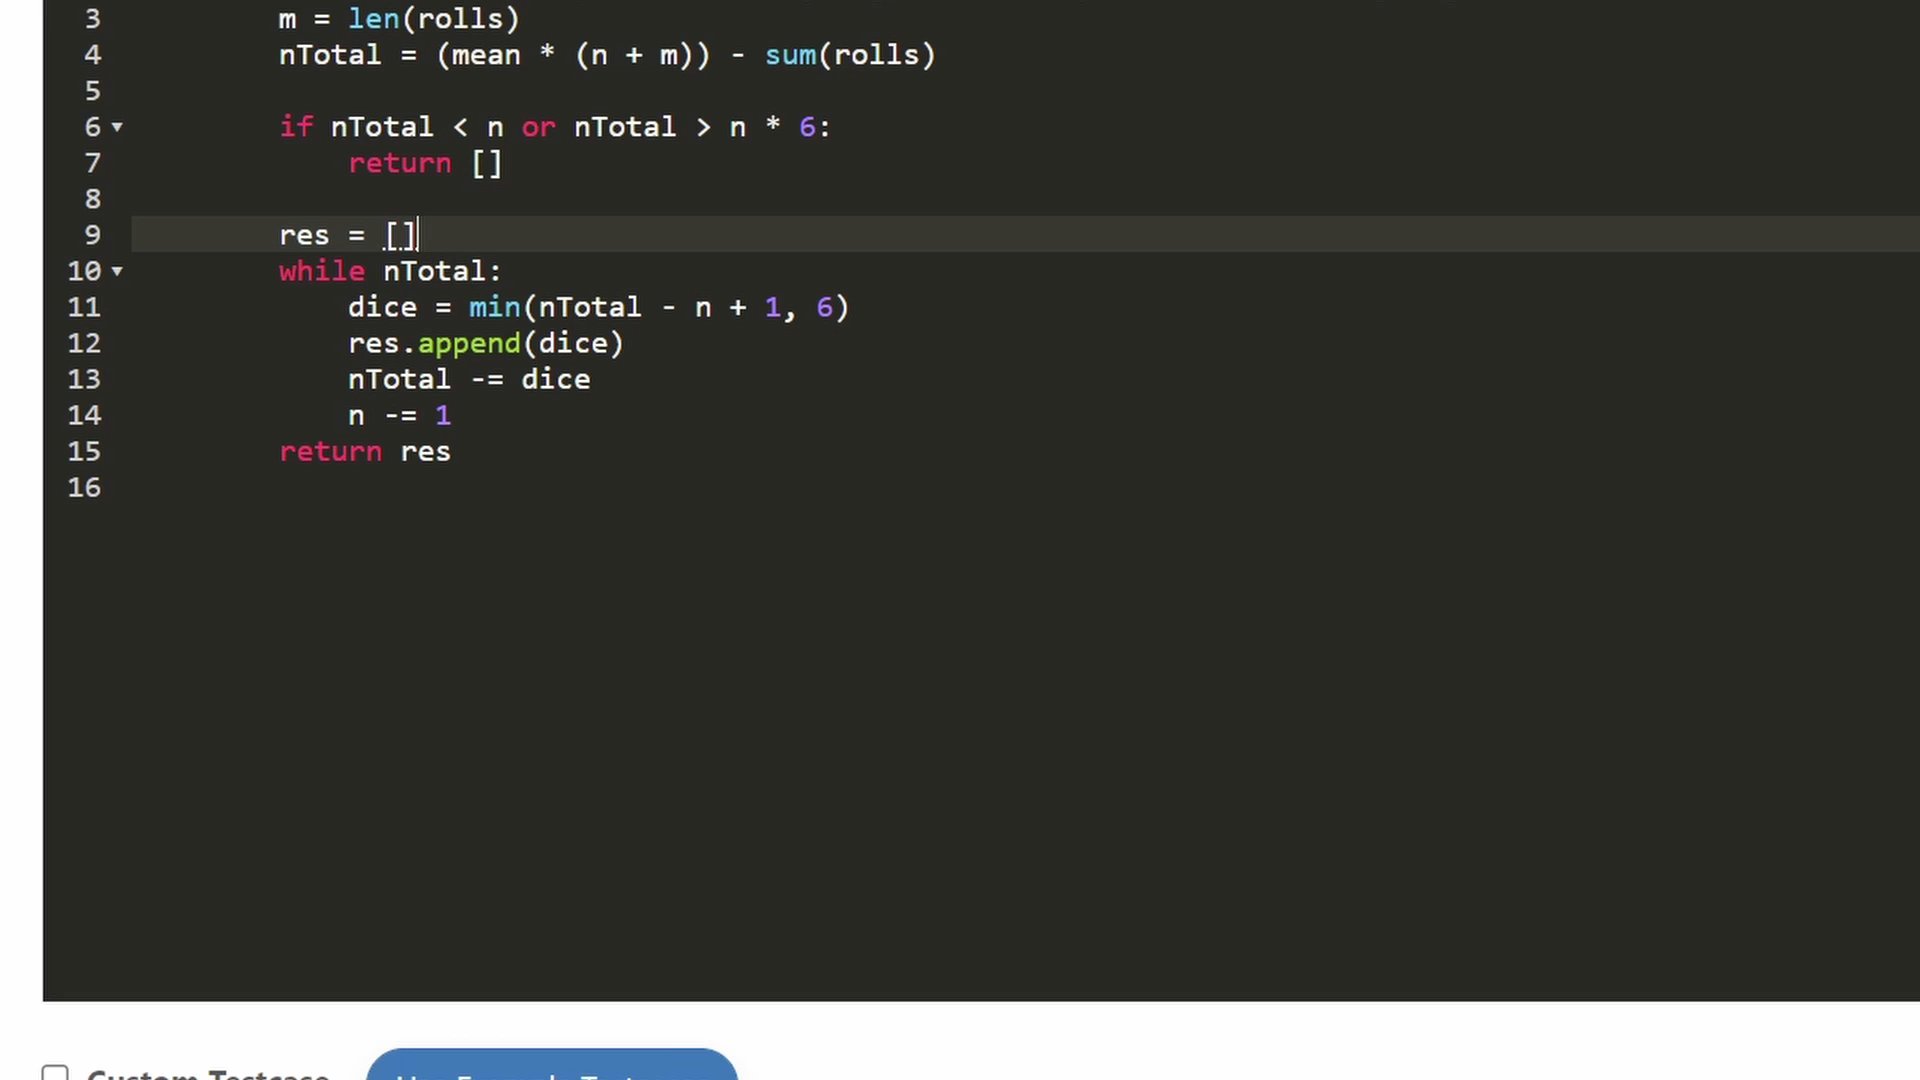 3 m = len(rolls)
4 nTotal = (mean * (n + m)) - sum(rolls)
5
6 if nTotal < n or nTotal > n * 6:
7 return []
8
9 res = []
10 while nTotal:
11 dice = min(nTotal - n + 1, 6)
12 res.append(dice)
13 nTotal -= dice
14 n -= 1
15 return res
16
Custom Testcase